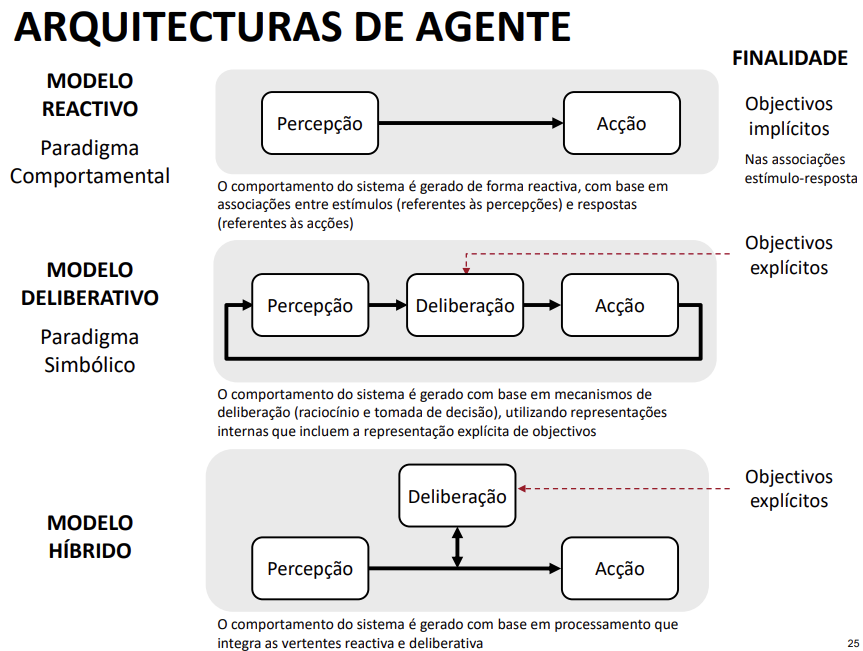 ARQUITECTURAS DE AGENTE
FINALIDADE
MODELO
REACTIVO
Paradigma
Comportamental
Percepção
Acção
Objectivos
implícitos
Nas associações
estímulo-resposta
O comportamento do sistema é gerado de forma reactiva, com base em
associações entre estímulos (referentes às percepções) e respostas
(referentes às acções)
MODELO
DELIBERATIVO
Paradigma
Simbólico
Percepção
Deliberação
Acção
Objectivos
explícitos
O comportamento do sistema é gerado com base em mecanismos de
deliberação (raciocínio e tomada de decisão), utilizando representações
internas que incluem a representação explícita de objectivos
MODELO
HÍBRIDO
Deliberação
Percepção
Acção
Objectivos
explícitos
O comportamento do sistema é gerado com base em processamento que
integra as vertentes reactiva e deliberativa
25